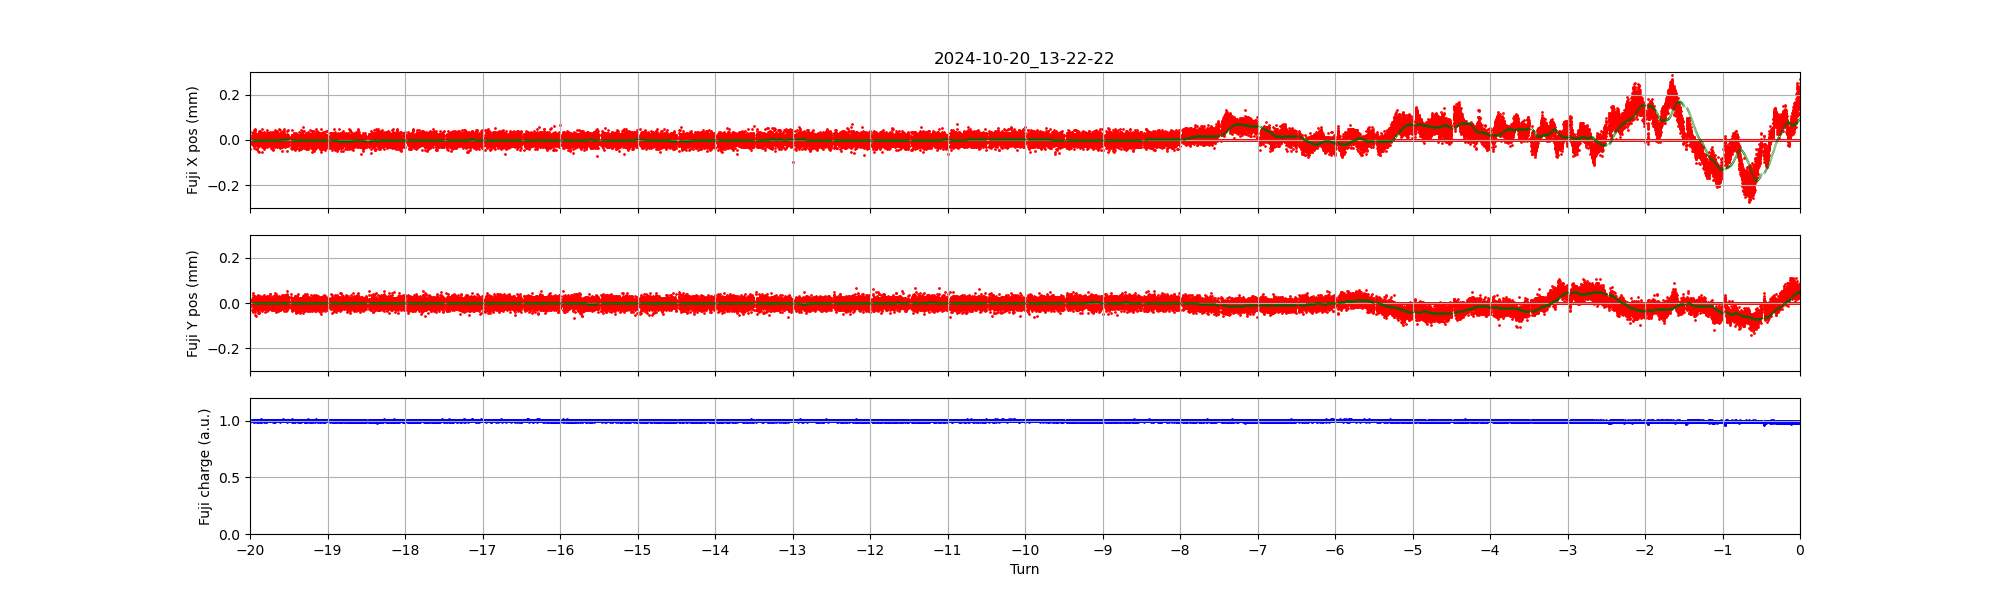 2024-10-20_13-22-22
Fuji X pos (mm)
0.2
0.0
−0.2
Fuji Y pos (mm)
0.2
0.0
−0.2
Fuji charge (a.u.)
1.0
0.5
0.0
−20 −19 −18 −17 −16 −15 −14 −13 −12 −11 −10 −9 −8 −7 −6 −5 −4 −3 −2 −1 0
Turn